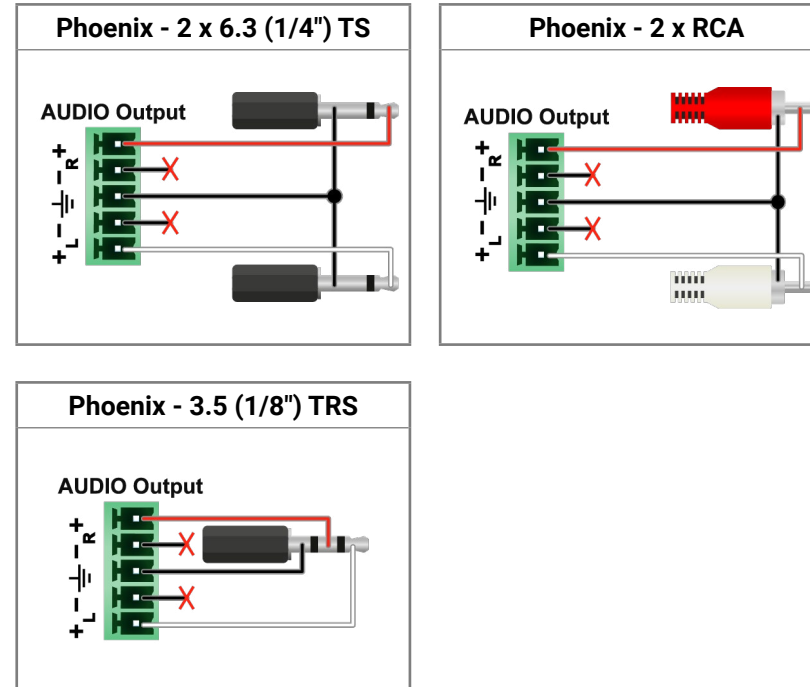 Phoenix - 2 x 6.3 (1/4") TS
AUDIO Output
+
R
-
-
L
+
Phoenix - 2 x RCA
AUDIO Output
+
R
-
-
L
+
Phoenix - 3.5 (1/8") TRS
AUDIO Output
+
R
-
-
L
+